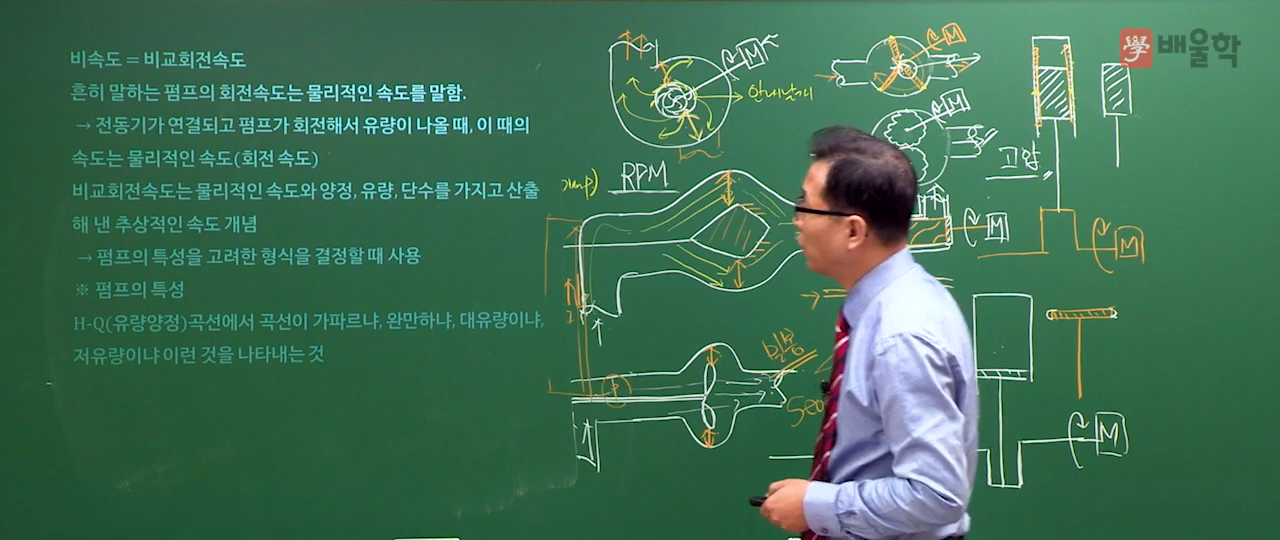 비속도 = 비교회전속도
흔히 말하는 펌프의 회전속도는 물리적인 속도를 말함.
→ 전동기가 연결되고 펌프가 회전해서 유량이 나올 때, 이 때의
속도는 물리적인 속도(회전 속도)
비교회전속도는 물리적인 속도와 양정, 유량, 단수를 가지고 산출
해 낸 추상적인 속도 개념
→ 펌프의 특성을 고려한 형식을 결정할 때 사용
※ 펌프의 특성
H-Q(유량양정)곡선에서 곡선이 가파르냐, 완만하냐, 대유량이냐,
저유량이냐 이런 것을 나타내는 것
學 배울학
M
M
안내날개
M
고압
RPM
M
M
밀봉
M